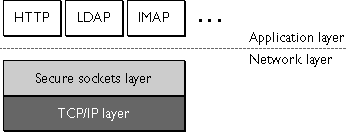 HTTP LDAP IMAP ...
Application layer
Network layer
Secure sockets layer
TCP/IP layer